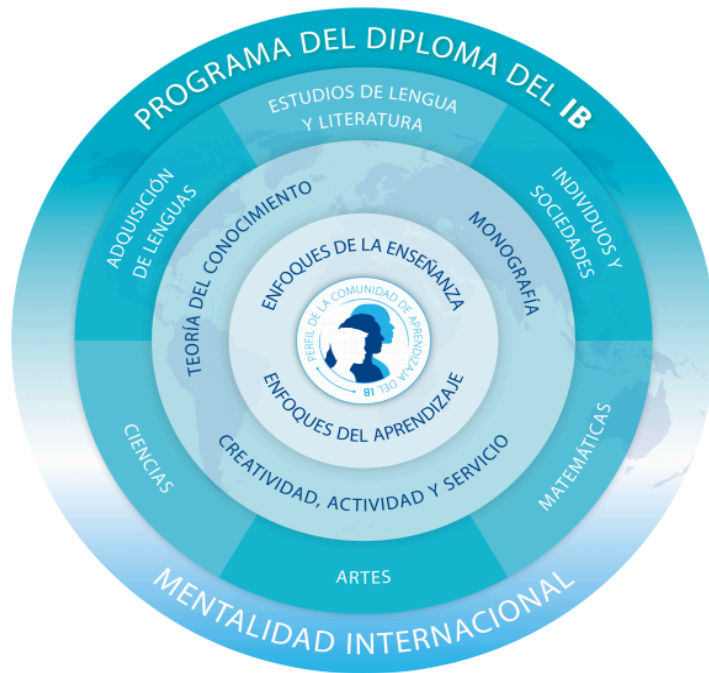 PROGRAMA DEL DIPLOMA DEL IB
ESTUDIOS DE LENGUA
Y LITERATURA
ADQUISICIÓN
DE LENGUAS
INDIVIDUOS Y
SOCIEDADES
TEORÍA DEL CONOCIMIENTO
MONOGRAFÍA
ENFOQUES DE LA ENSEÑANZA
PERFIL DE LA COMUNIDAD DE APRENDIZAJA DEL IB
ENFOQUES DEL APRENDIZAJE
CREATIVIDAD, ACTIVIDAD Y SERVICIO
CIENCIAS
MATEMÁTICAS
ARTES
MENTALIDAD INTERNACIONAL